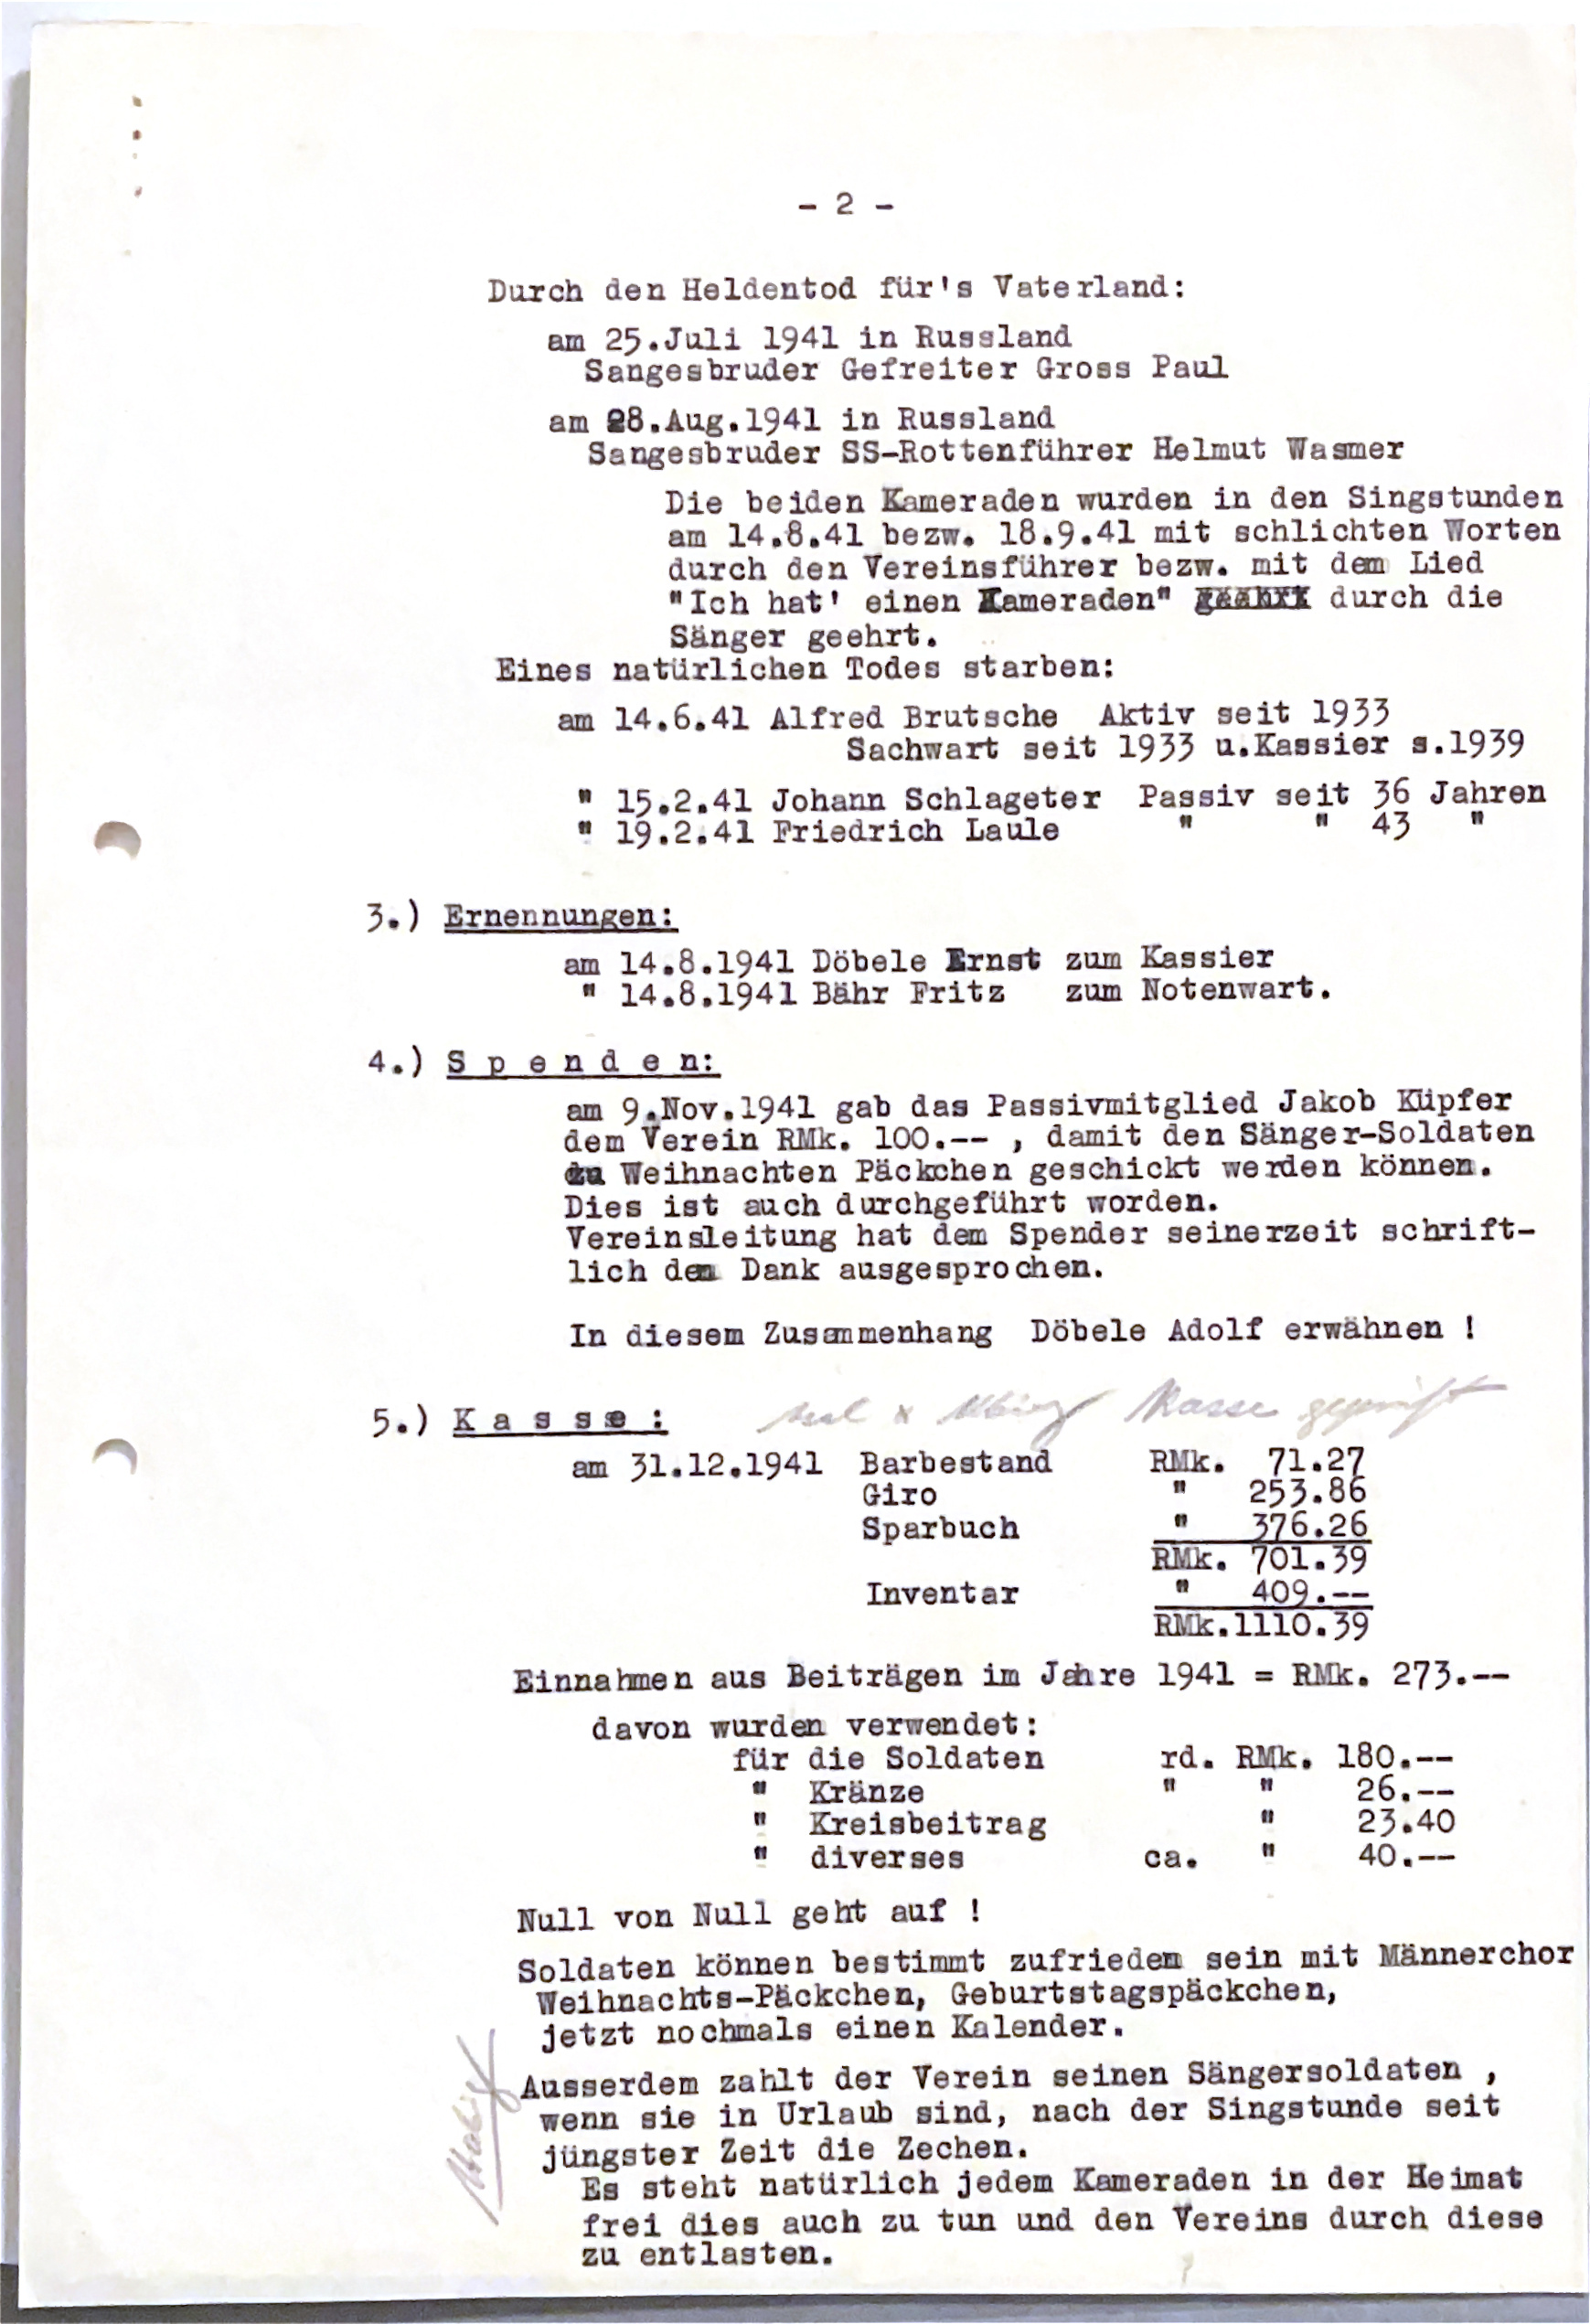 - 2 -
Durch den Heldentod für's Vaterland:
am 25.Juli 1941 in Russland
Sangesbruder Gefreiter Gross Paul
am 28.Aug.1941 in Russland
Sangesbruder SS-Rottenführer Helmut Wasmer
Die beiden Kameraden wurden in den Singstunden
am 14.8.41 bezw. 18.9.41 mit schlichten Worten
durch den Vereinsführer bezw. mit dem Lied
"Ich hat' einen Kameraden" durch die
Sänger geehrt.
Eines natürlichen Todes starben:
am 14.6.41 Alfred Brutsche Aktiv seit 1933
Sachwart seit 1933 u.Kassier s.1939
" 15.2.41 Johann Schlageter Passiv seit 36 Jahren
" 19.2.41 Friedrich Laule " " 43 "
3.) Ernennungen:
am 14.8.1941 Döbele Ernst zum Kassier
" 14.8.1941 Bähr Fritz zum Notenwart.
4.) S p e n d e n:
am 9.Nov.1941 gab das Passivmitglied Jakob Küpfer
dem Verein RMk. 100.-- , damit den Sänger-Soldaten
zu Weihnachten Päckchen geschickt werden können.
Dies ist auch durchgeführt worden.
Vereinsleitung hat dem Spender seinerzeit schrift-
lich den Dank ausgesprochen.
In diesem Zusammenhang Döbele Adolf erwähnen !
5.) K a s s e : Kasse geprüft
am 31.12.1941 Barbestand RMk. 71.27
Giro " 253.86
Sparbuch " 376.26
RMk. 701.39
Inventar " 409.--
RMk.1110.39
Einnahmen aus Beiträgen im Jahre 1941 = RMk. 273.--
davon wurden verwendet:
für die Soldaten rd. RMk. 180.--
" Kränze " " 26.--
" Kreisbeitrag " 23.40
" diverses ca. " 40.--
Null von Null geht auf !
Soldaten können bestimmt zufrieden sein mit Männerchor
Weihnachts-Päckchen, Geburtstagspäckchen,
jetzt nochmals einen Kalender.
Ausserdem zahlt der Verein seinen Sängersoldaten ,
wenn sie in Urlaub sind, nach der Singstunde seit
jüngster Zeit die Zechen.
Es steht natürlich jedem Kameraden in der Heimat
frei dies auch zu tun und den Vereins durch diese
zu entlasten.